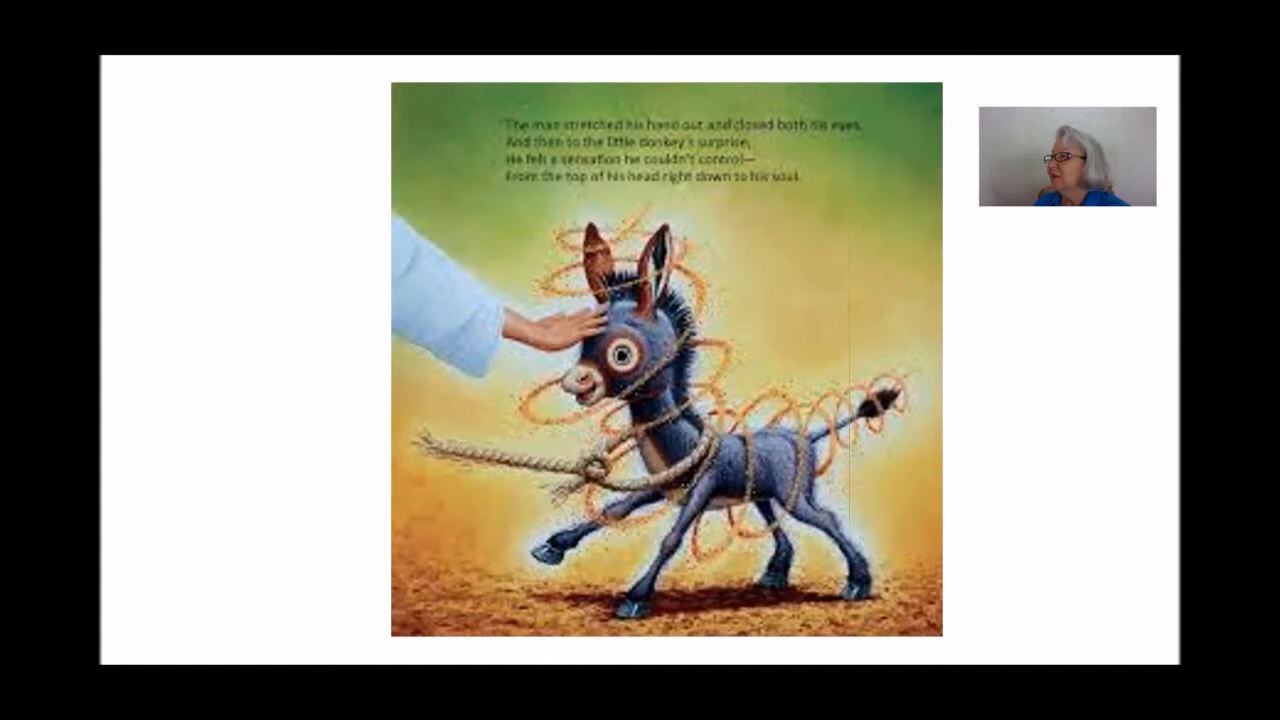 The man stretched his hand out and closed both his eyes,
And then to the little donkey's surprise,
He felt a sensation he couldn't control—
From the top of his head right down to his soul.